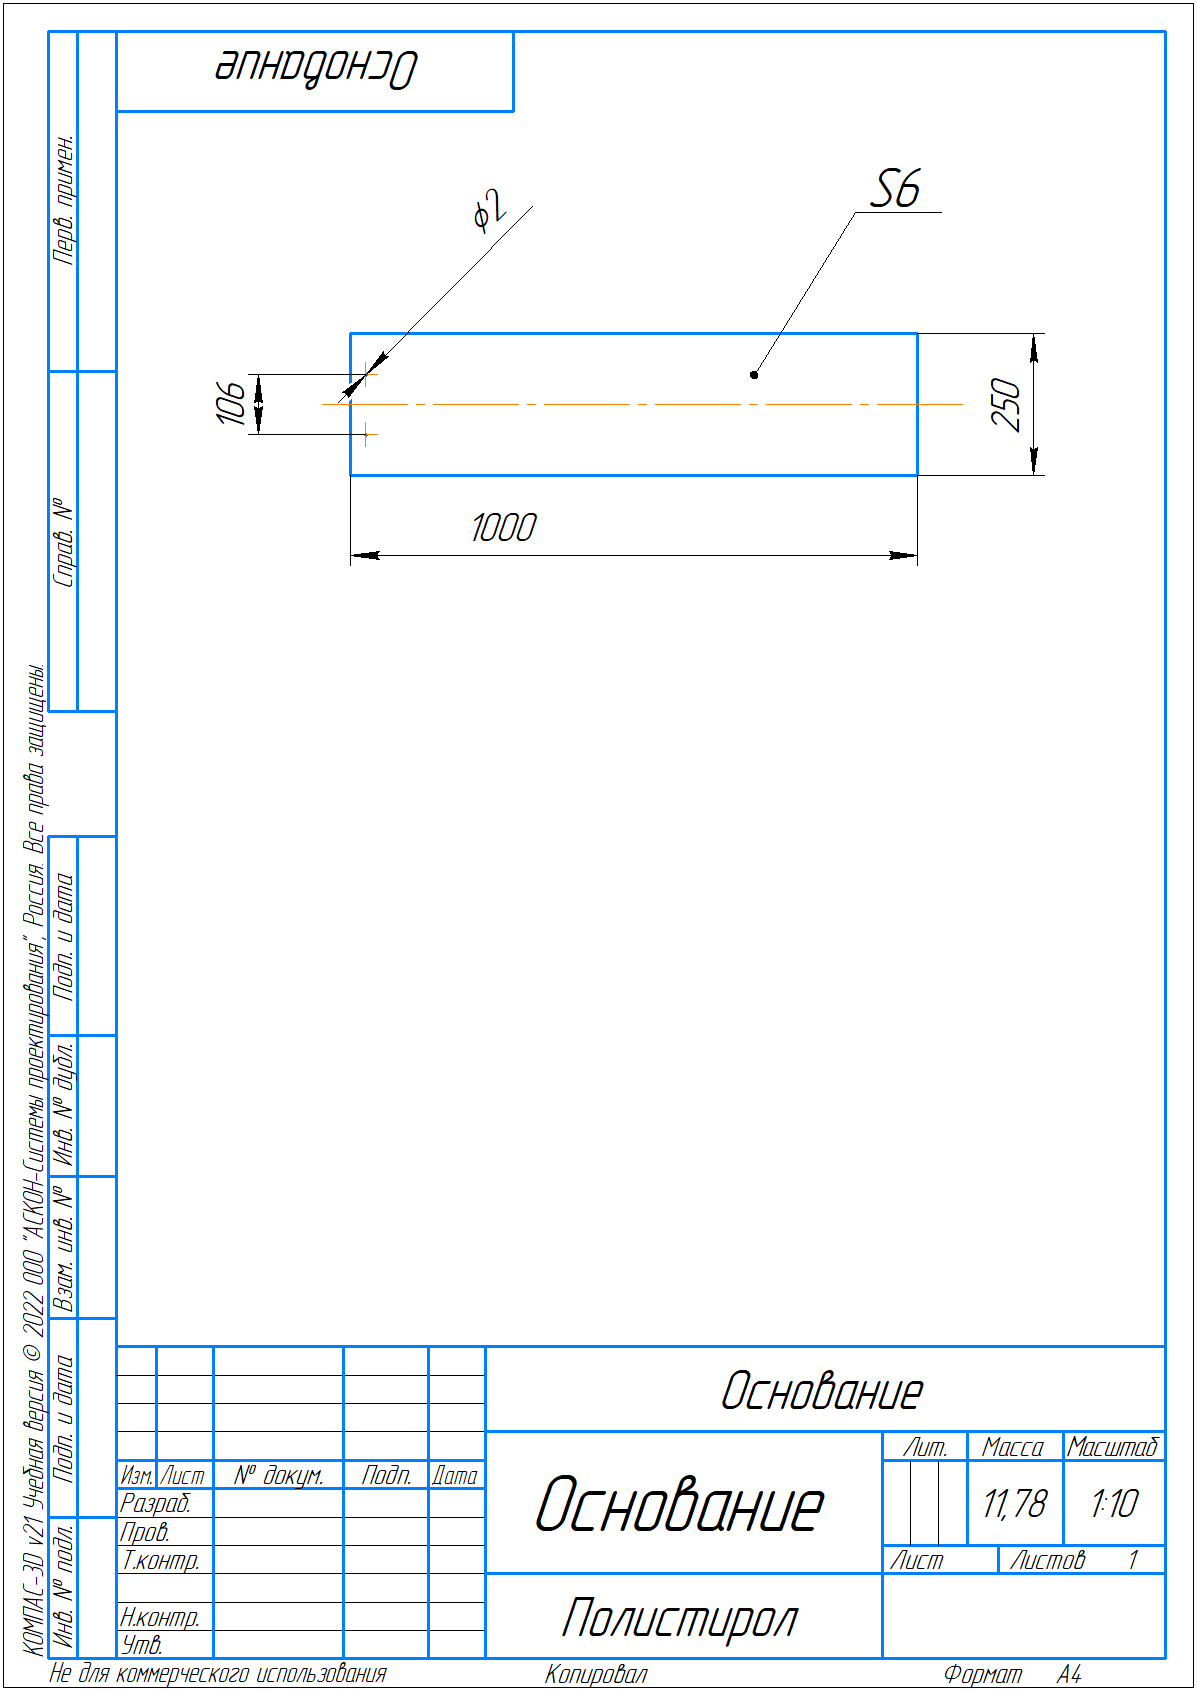 Основание
Перв. примен.
Справ. №
Подп. и дата
Инв. № дубл.
Взам. инв. №
Подп. и дата
Инв. № подл.
КОМПАС-3D v21 Учебная версия © 2022 ООО "АСКОН-Системы проектирования", Россия. Все права защищены.
ϕ2
S6
106
250
1000
Основание
Изм. Лист № докум. Подп. Дата
Разраб.
Пров.
Т.контр.
Н.контр.
Утв.
Основание
Лит. Масса Масштаб
11,78 1:10
Лист Листов 1
Полистирол
Не для коммерческого использования Копировал Формат А4